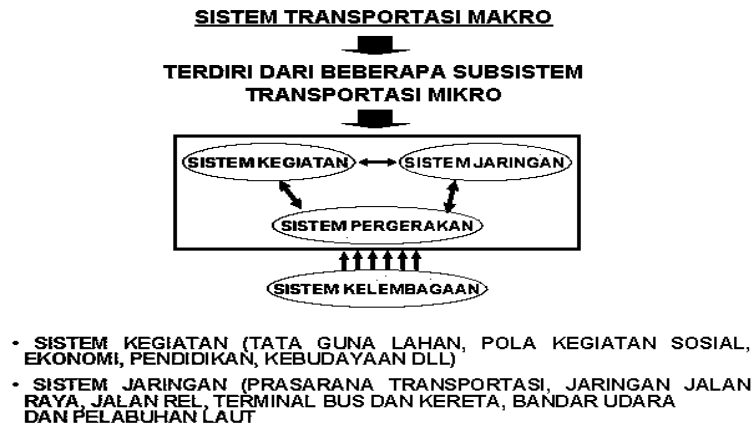 SISTEM TRANSPORTASI MAKRO
TERDIRI DARI BEBERAPA SUBSISTEM
TRANSPORTASI MIKRO
SISTEM KEGIATAN
SISTEM JARINGAN
SISTEM PERGERAKAN
SISTEM KELEMBAGAAN
• SISTEM KEGIATAN (TATA GUNA LAHAN, POLA KEGIATAN SOSIAL,
EKONOMI, PENDIDIKAN, KEBUDAYAAN DLL)
• SISTEM JARINGAN (PRASARANA TRANSPORTASI, JARINGAN JALAN
RAYA, JALAN REL, TERMINAL BUS DAN KERETA, BANDAR UDARA
DAN PELABUHAN LAUT